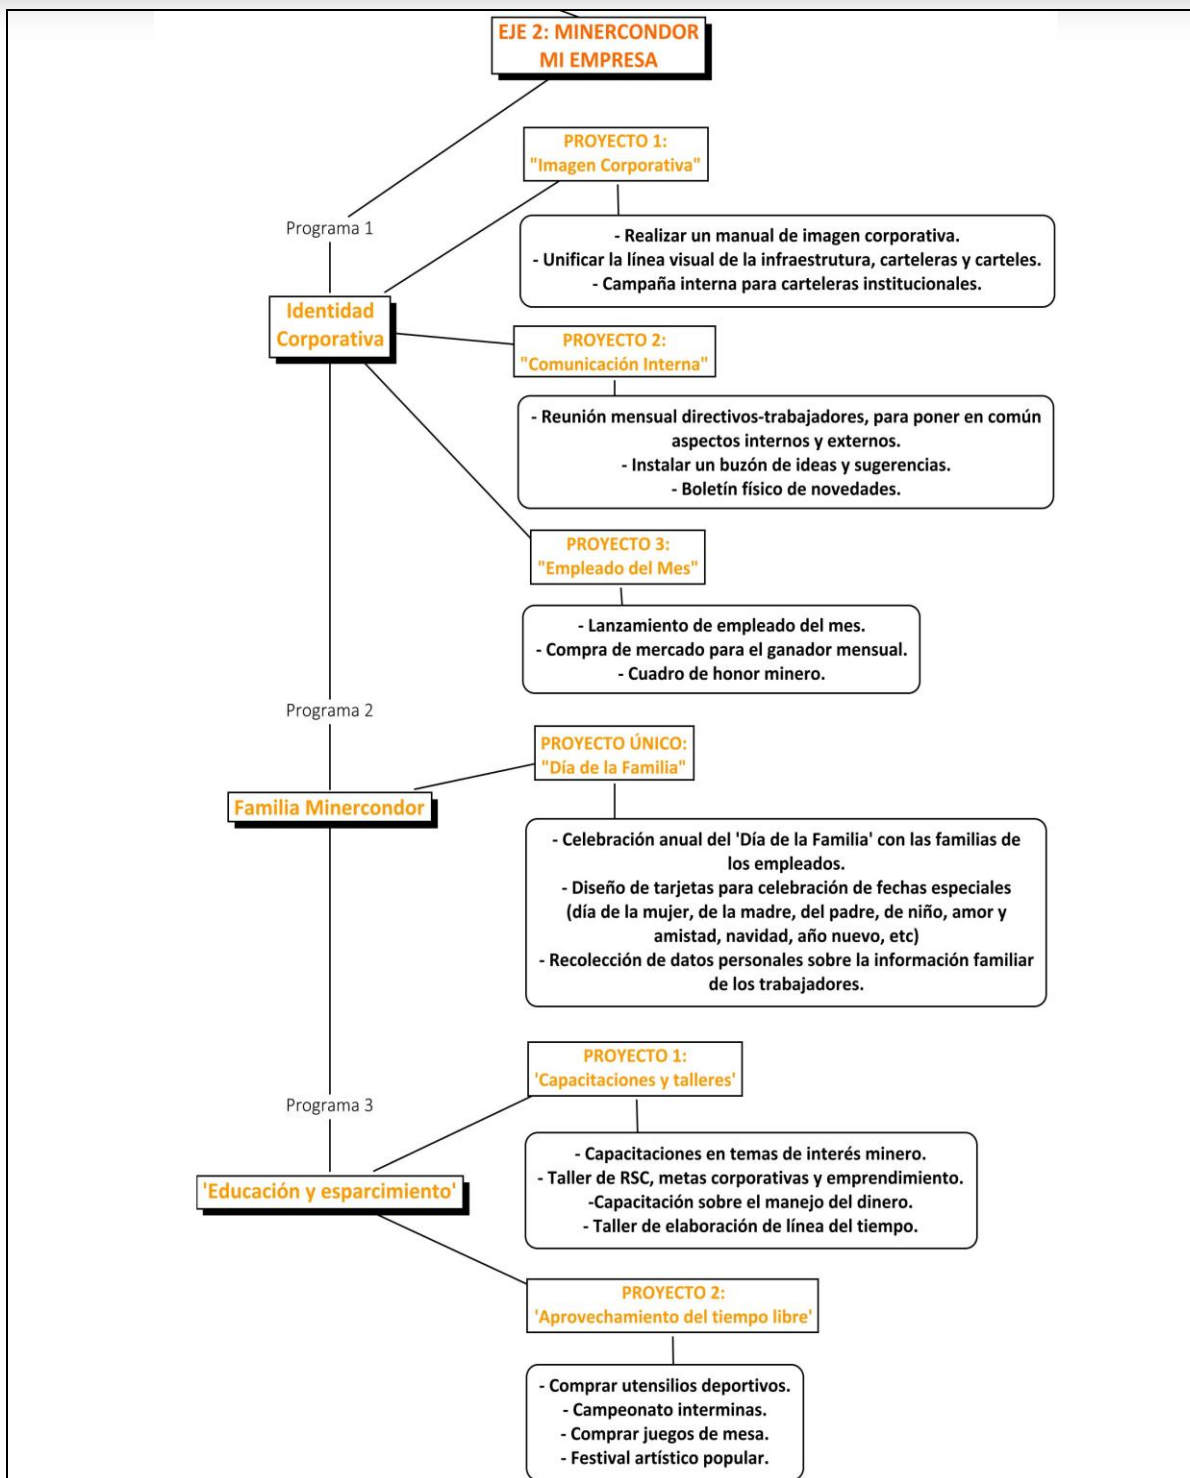 EJE 2: MINERCONDOR
MI EMPRESA
PROYECTO 1:
"Imagen Corporativa"
Programa 1
- Realizar un manual de imagen corporativa.
- Unificar la línea visual de la infraestrutura, carteleras y carteles.
- Campaña interna para carteleras institucionales.
Identidad
Corporativa
PROYECTO 2:
"Comunicación Interna"
- Reunión mensual directivos-trabajadores, para poner en común
aspectos internos y externos.
- Instalar un buzón de ideas y sugerencias.
- Boletín físico de novedades.
PROYECTO 3:
"Empleado del Mes"
- Lanzamiento de empleado del mes.
- Compra de mercado para el ganador mensual.
- Cuadro de honor minero.
Programa 2
PROYECTO ÚNICO:
"Día de la Familia"
Familia Minercondor
- Celebración anual del 'Día de la Familia' con las familias de
los empleados.
- Diseño de tarjetas para celebración de fechas especiales
(día de la mujer, de la madre, del padre, de niño, amor y
amistad, navidad, año nuevo, etc)
- Recolección de datos personales sobre la información familiar
de los trabajadores.
PROYECTO 1:
'Capacitaciones y talleres'
Programa 3
- Capacitaciones en temas de interés minero.
- Taller de RSC, metas corporativas y emprendimiento.
-Capacitación sobre el manejo del dinero.
- Taller de elaboración de línea del tiempo.
'Educación y esparcimiento'
PROYECTO 2:
'Aprovechamiento del tiempo libre'
- Comprar utensilios deportivos.
- Campeonato interminas.
- Comprar juegos de mesa.
- Festival artístico popular.